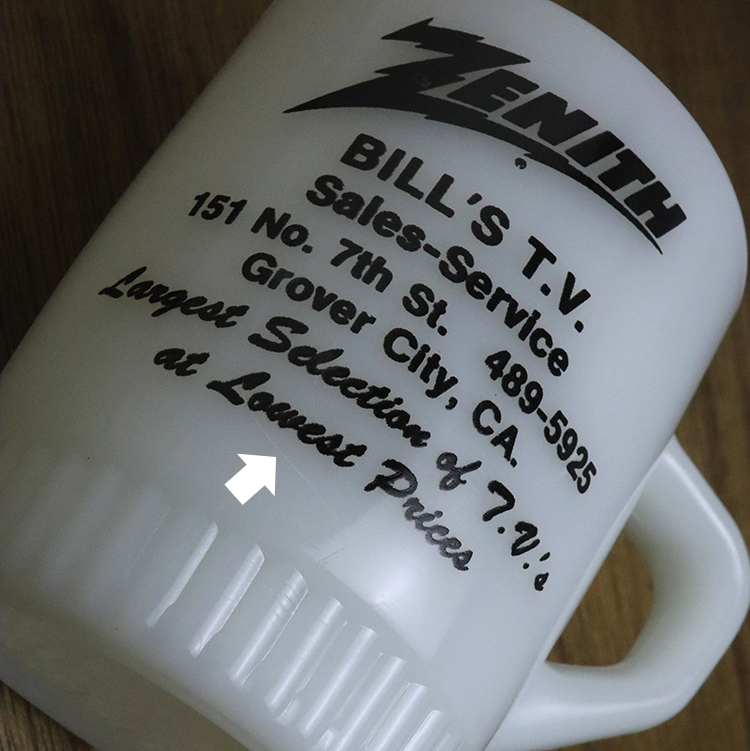 ZENITH
BILL'S T.V.
Sales-Service
151 No. 7th St. 489-5925
Grover City, CA.
Largest Selection of T.V.'s
at Lowest Prices